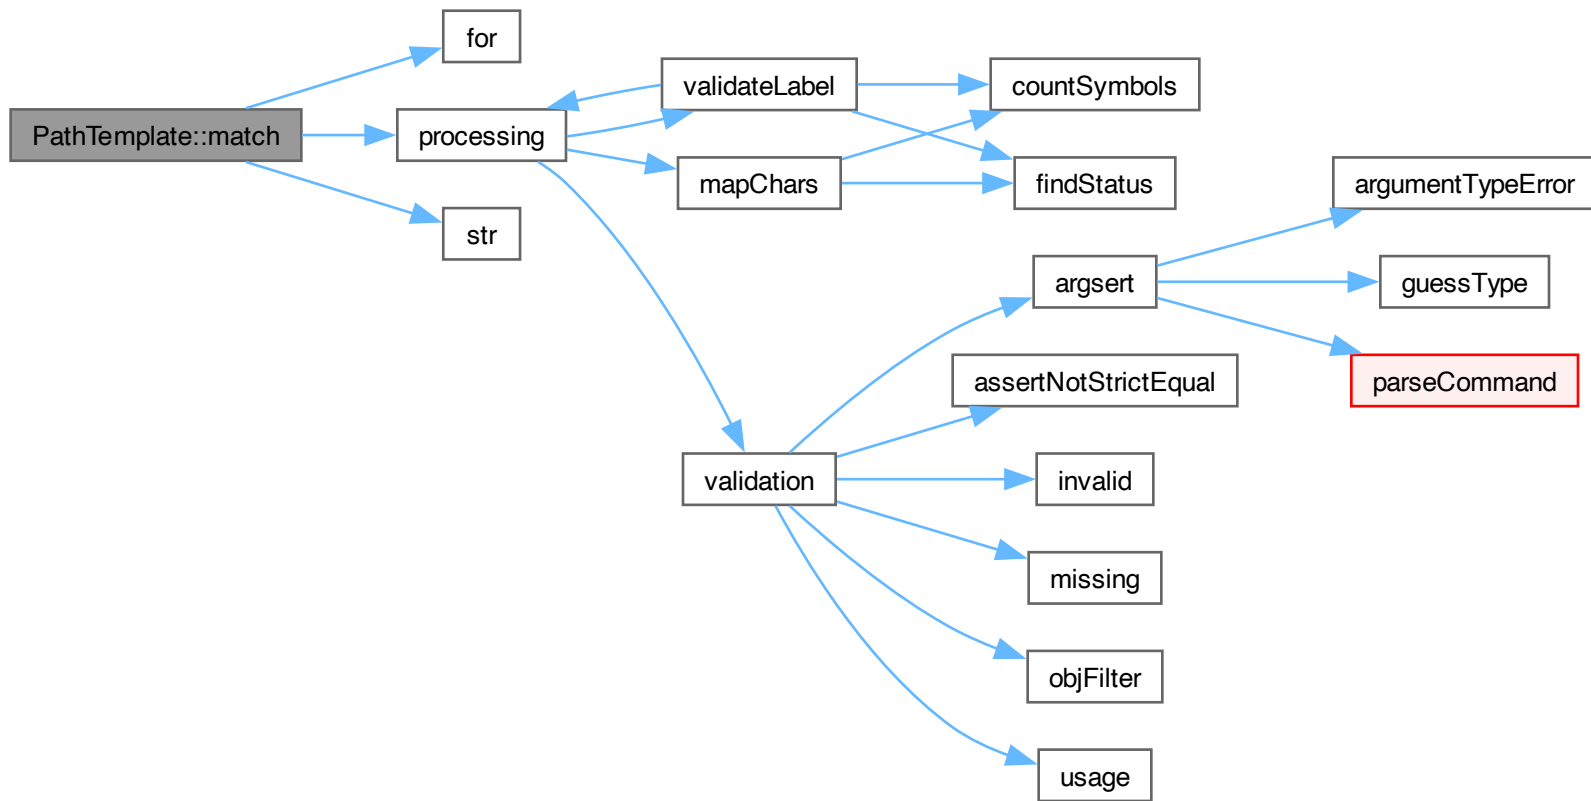 for
validateLabel
countSymbols
PathTemplate::match
processing
mapChars
findStatus
argumentTypeError
str
argsert
guessType
assertNotStrictEqual
parseCommand
validation
invalid
missing
objFilter
usage